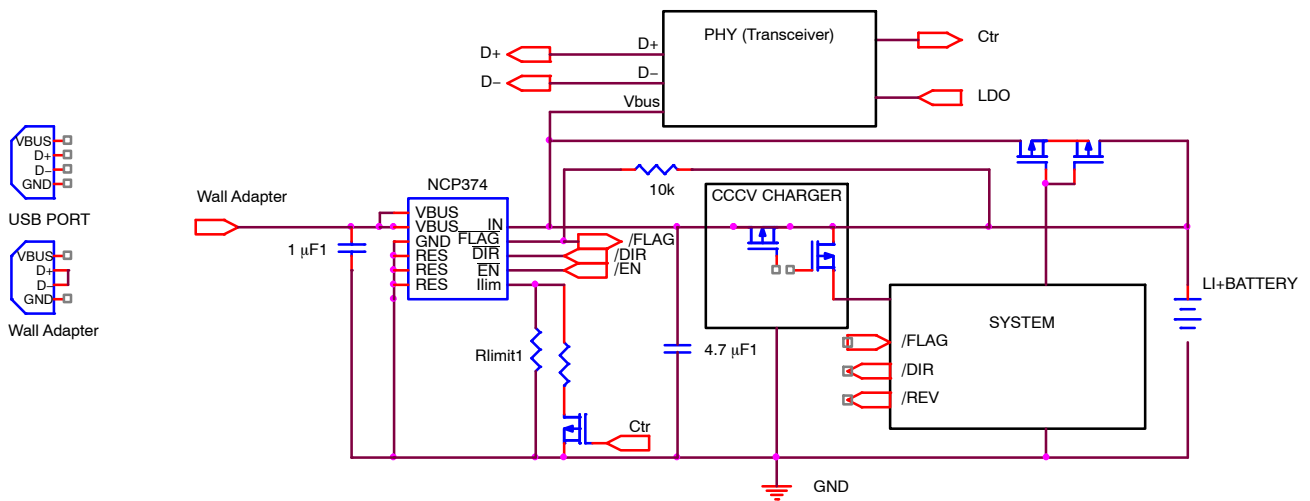 PHY (Transceiver)
D+
D−
Vbus
D+
D−
Ctr
LDO
VBUS
D+
D−
GND
USB PORT
VBUS
D+
D−
GND
Wall Adapter
Wall Adapter
1 μF1
NCP374
VBUS
VBUS
GND
RES
RES
RES
IN
FLAG
DIR
EN
Ilim
/FLAG
/DIR
/EN
10k
CCCV CHARGER
Rlimit1
4.7 μF1
Ctr
SYSTEM
/FLAG
/DIR
/REV
LI+BATTERY
GND